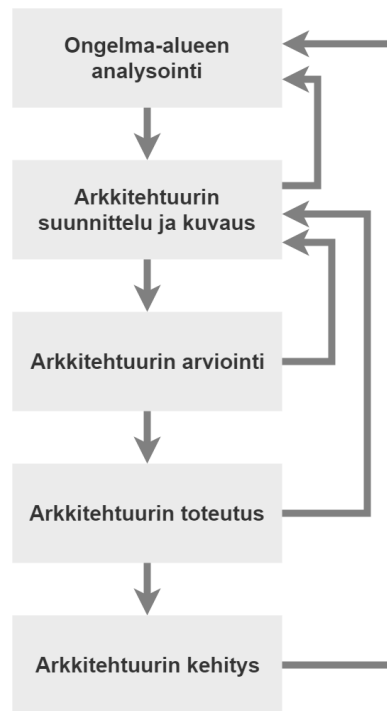 Ongelma-alueen
analysointi
Arkkitehtuurin
suunnittelu ja kuvaus
Arkkitehtuurin arviointi
Arkkitehtuurin toteutus
Arkkitehtuurin kehitys